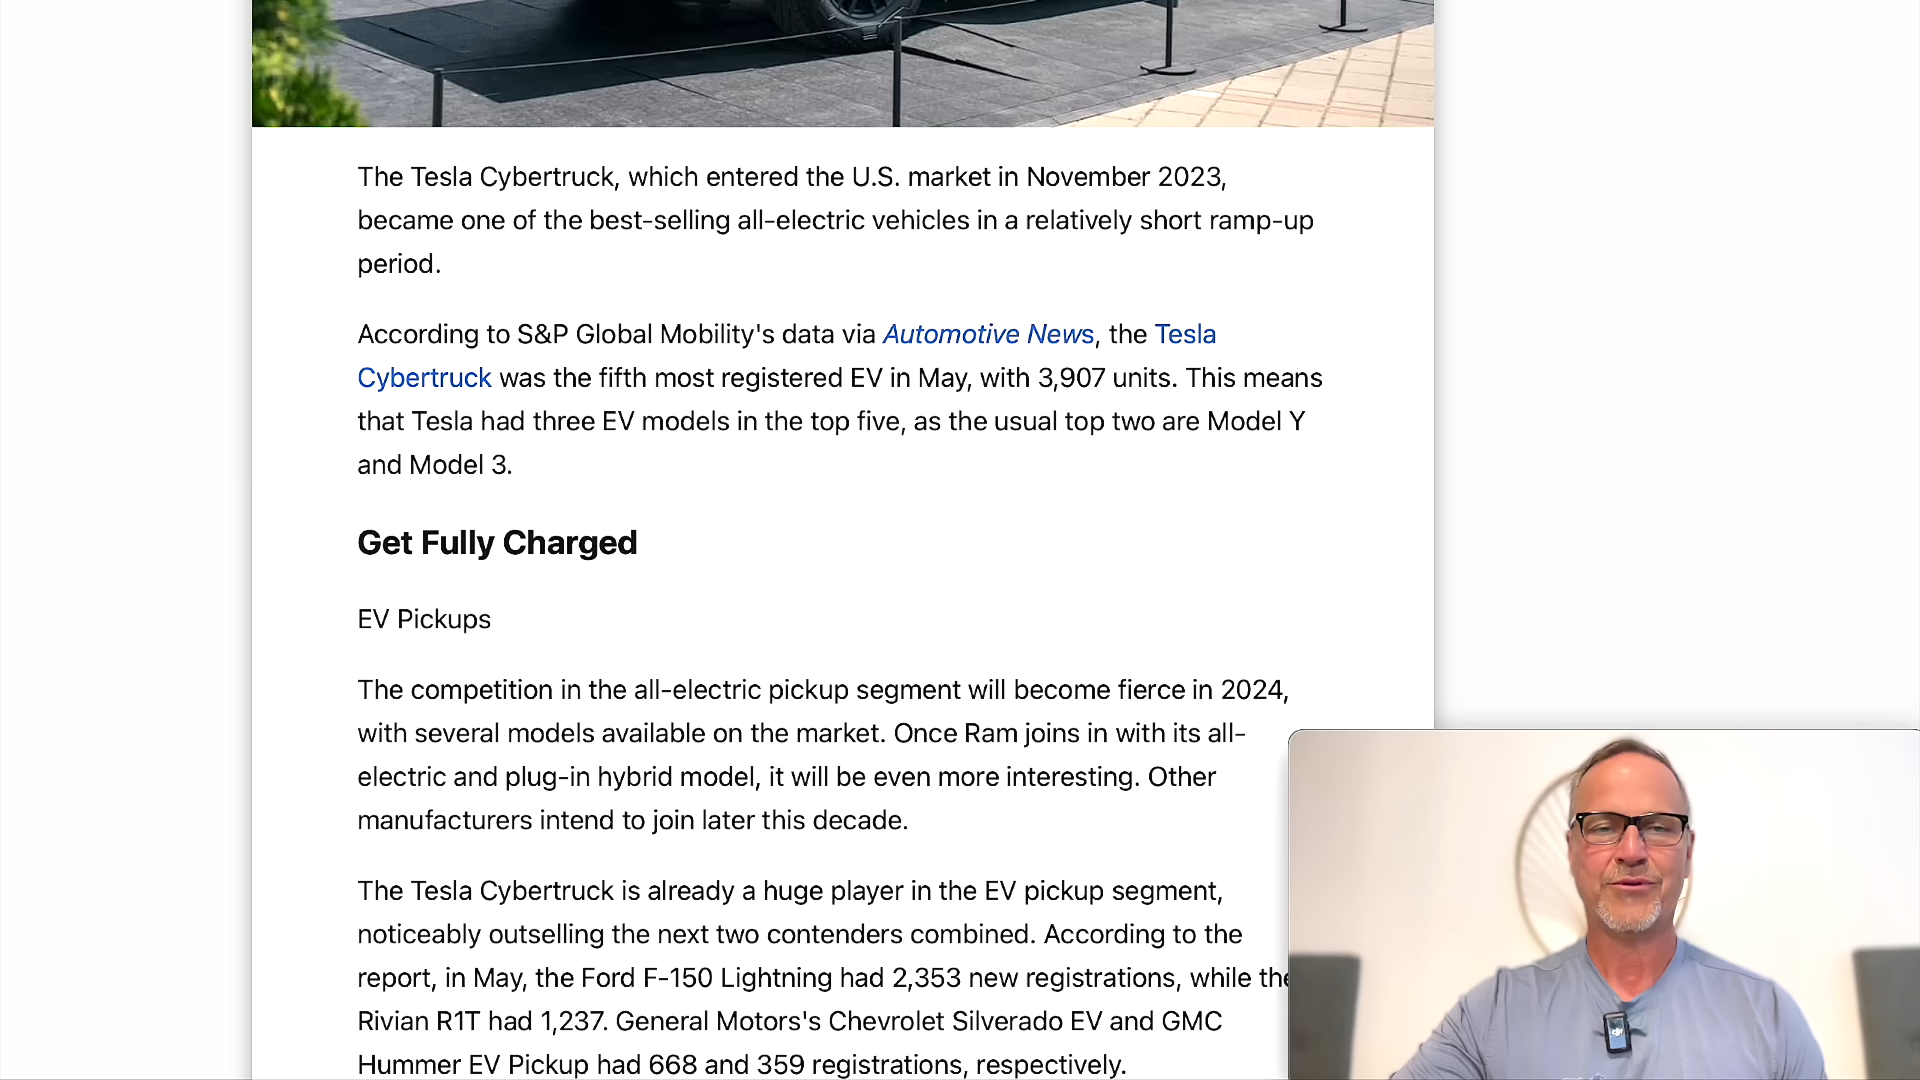 The Tesla Cybertruck, which entered the U.S. market in November 2023,
became one of the best-selling all-electric vehicles in a relatively short ramp-up
period.
According to S&P Global Mobility's data via Automotive News, the Tesla
Cybertruck was the fifth most registered EV in May, with 3,907 units. This means
that Tesla had three EV models in the top five, as the usual top two are Model Y
and Model 3.
Get Fully Charged
EV Pickups
The competition in the all-electric pickup segment will become fierce in 2024,
with several models available on the market. Once Ram joins in with its all-
electric and plug-in hybrid model, it will be even more interesting. Other
manufacturers intend to join later this decade.
The Tesla Cybertruck is already a huge player in the EV pickup segment,
noticeably outselling the next two contenders combined. According to the
report, in May, the Ford F-150 Lightning had 2,353 new registrations, while the
Rivian R1T had 1,237. General Motors's Chevrolet Silverado EV and GMC
Hummer EV Pickup had 668 and 359 registrations, respectively.
dji